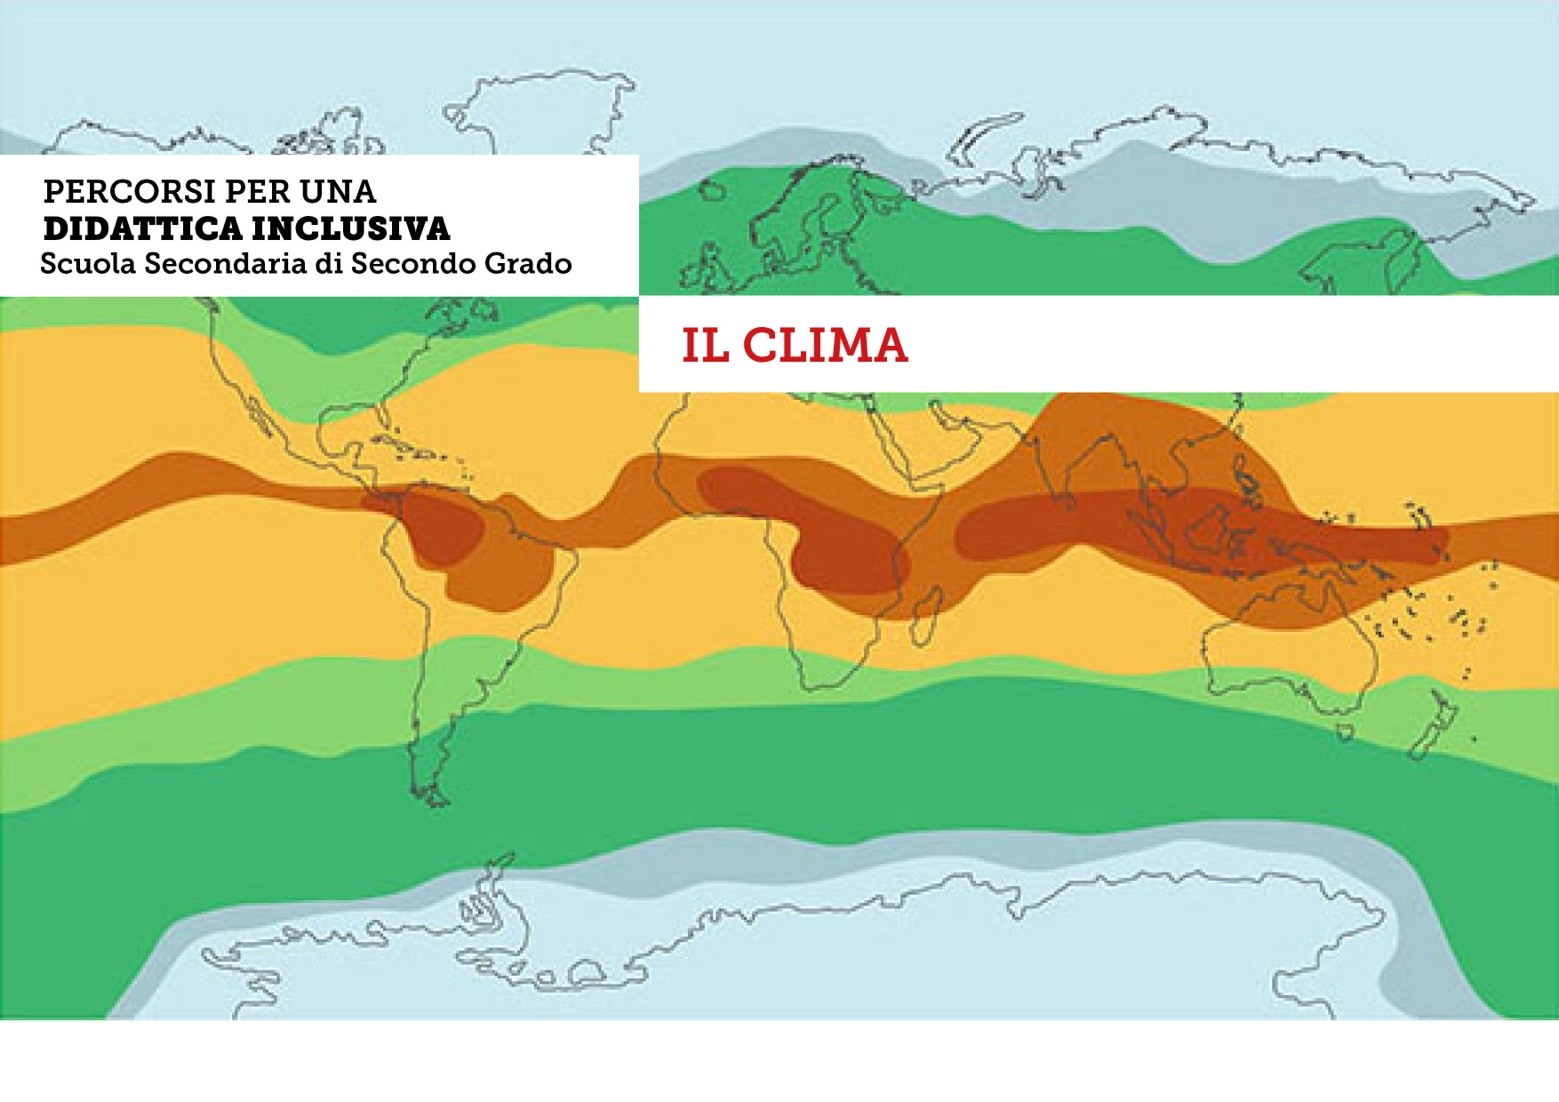 PERCORSI PER UNA
DIDATTICA INCLUSIVA
Scuola Secondaria di Secondo Grado
IL CLIMA